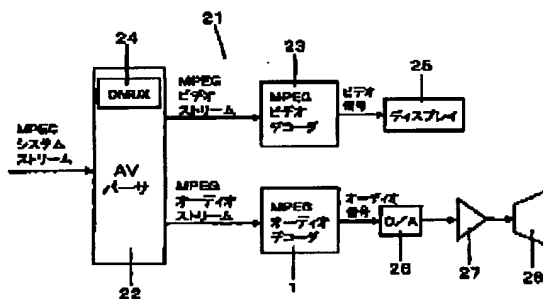 21
24
23
25
DMUX
MPEG
ビデオ
ストリーム
MPEG
ビデオ
デコーダ
ビデオ
信号
ディスプレイ
MPEG
システム
ストリーム
AV
パーサ
MPEG
オーディオ
ストリーム
MPEG
オーディオ
デコーダ
オーディオ
信号
D/A
22
1
26
27
28